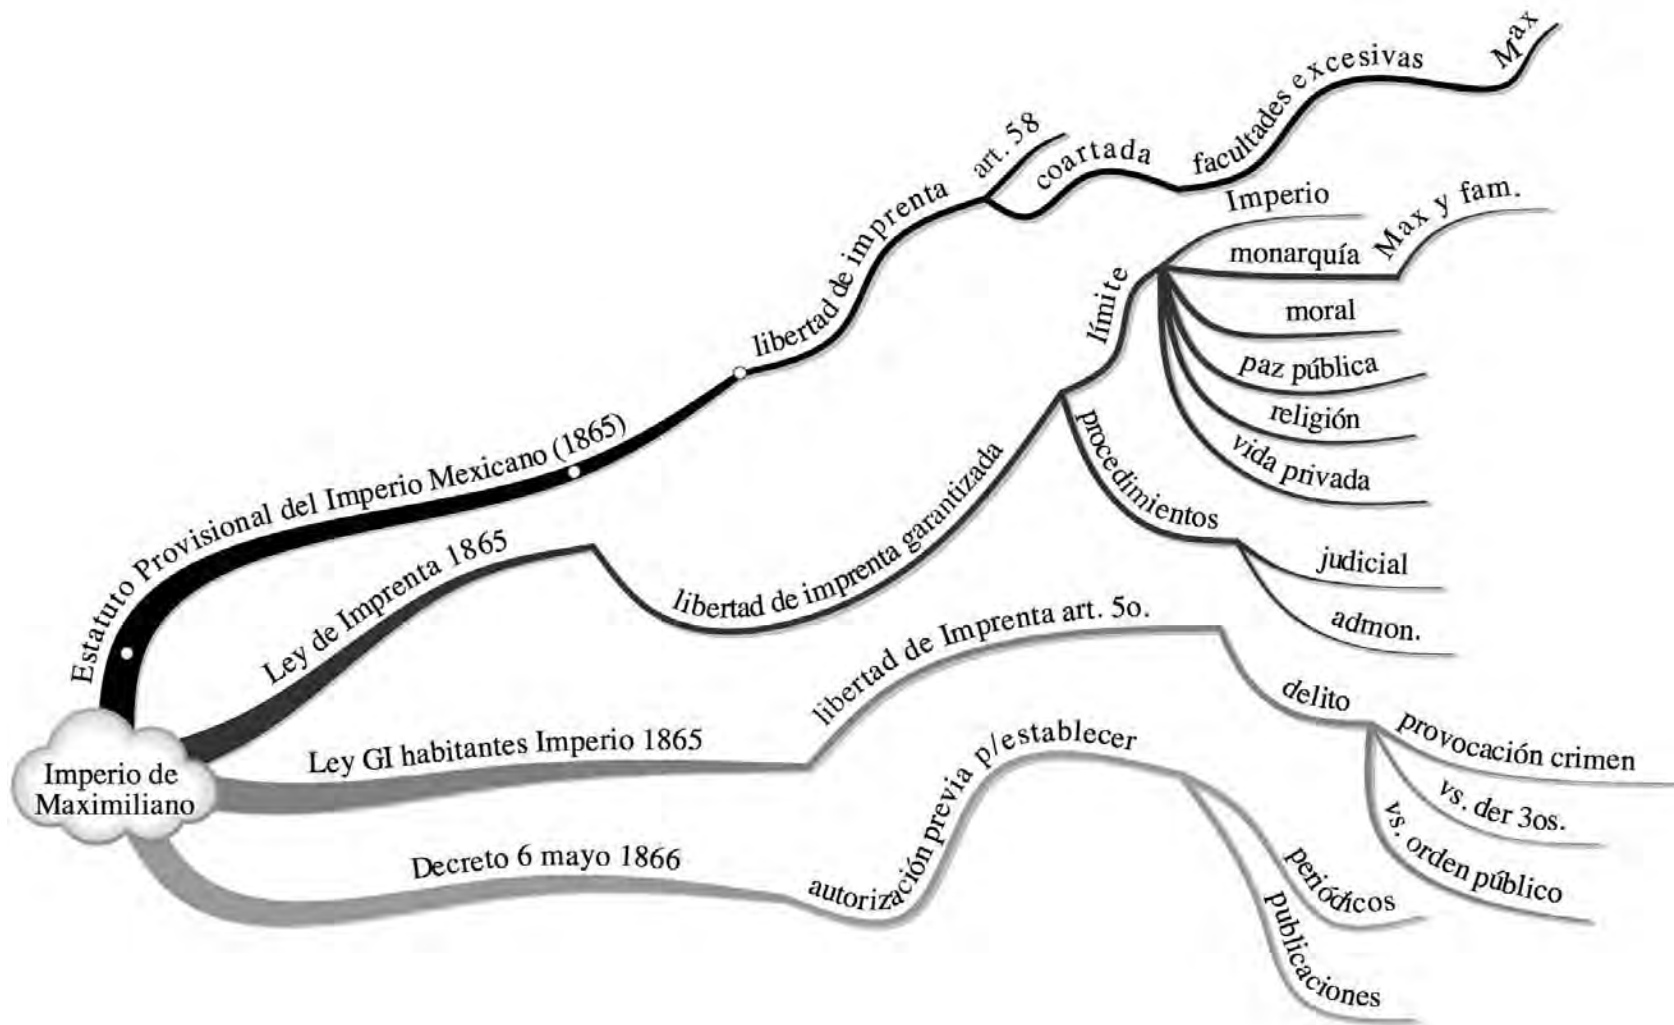 Imperio de
Maximiliano
Estatuto Provisional del Imperio Mexicano (1865)
libertad de imprenta
art. 58
coartada
facultades excesivas
Max
Ley de Imprenta 1865
libertad de imprenta garantizada
límite
Imperio
monarquía
Max y fam.
moral
paz pública
religión
vida privada
procedimientos
judicial
admon.
Ley GI habitantes Imperio 1865
libertad de Imprenta art. 5o.
delito
provocación crimen
vs. der 3os.
vs. orden público
Decreto 6 mayo 1866
autorización previa p/establecer
periódicos
publicaciones